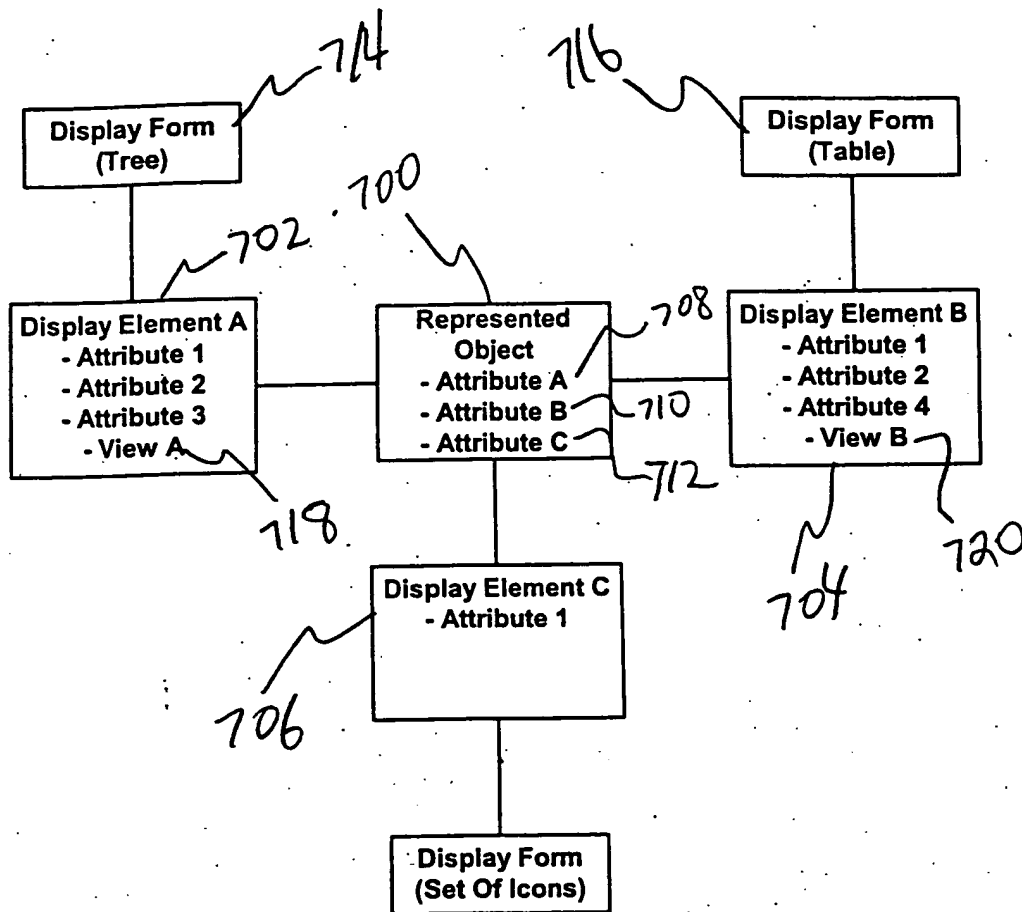 714
716
Display Form
(Tree)
Display Form
(Table)
702
700
Display Element A
- Attribute 1
- Attribute 2
- Attribute 3
- View A
718
Represented
Object
- Attribute A
- Attribute B
- Attribute C
708
710
712
Display Element B
- Attribute 1
- Attribute 2
- Attribute 4
- View B
720
704
Display Element C
- Attribute 1
706
Display Form
(Set Of Icons)